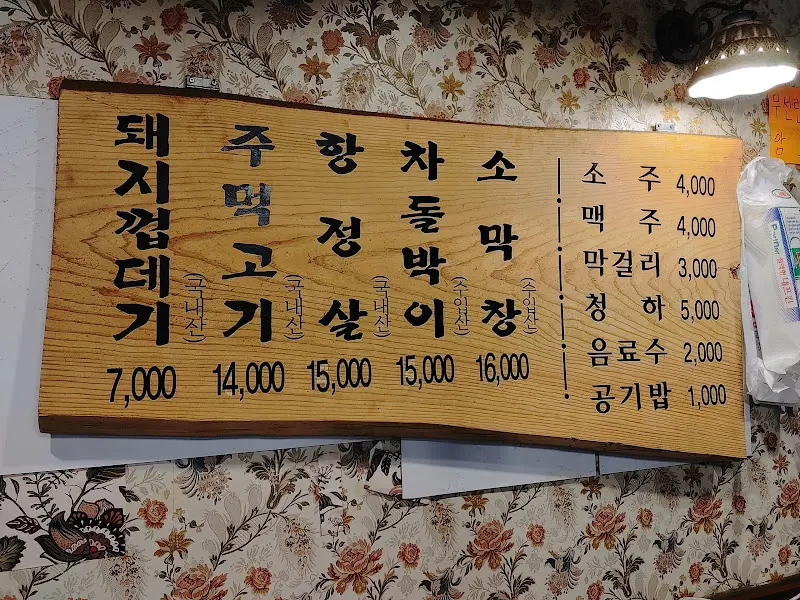 돼지껍데기 (국내산) 7,000
주먹고기 (국내산) 14,000
항정살 (국내산) 15,000
차돌박이 (수입산) 15,000
소막창 (수입산) 16,000
소주 4,000
맥주 4,000
막걸리 3,000
청하 5,000
음료수 2,000
공기밥 1,000